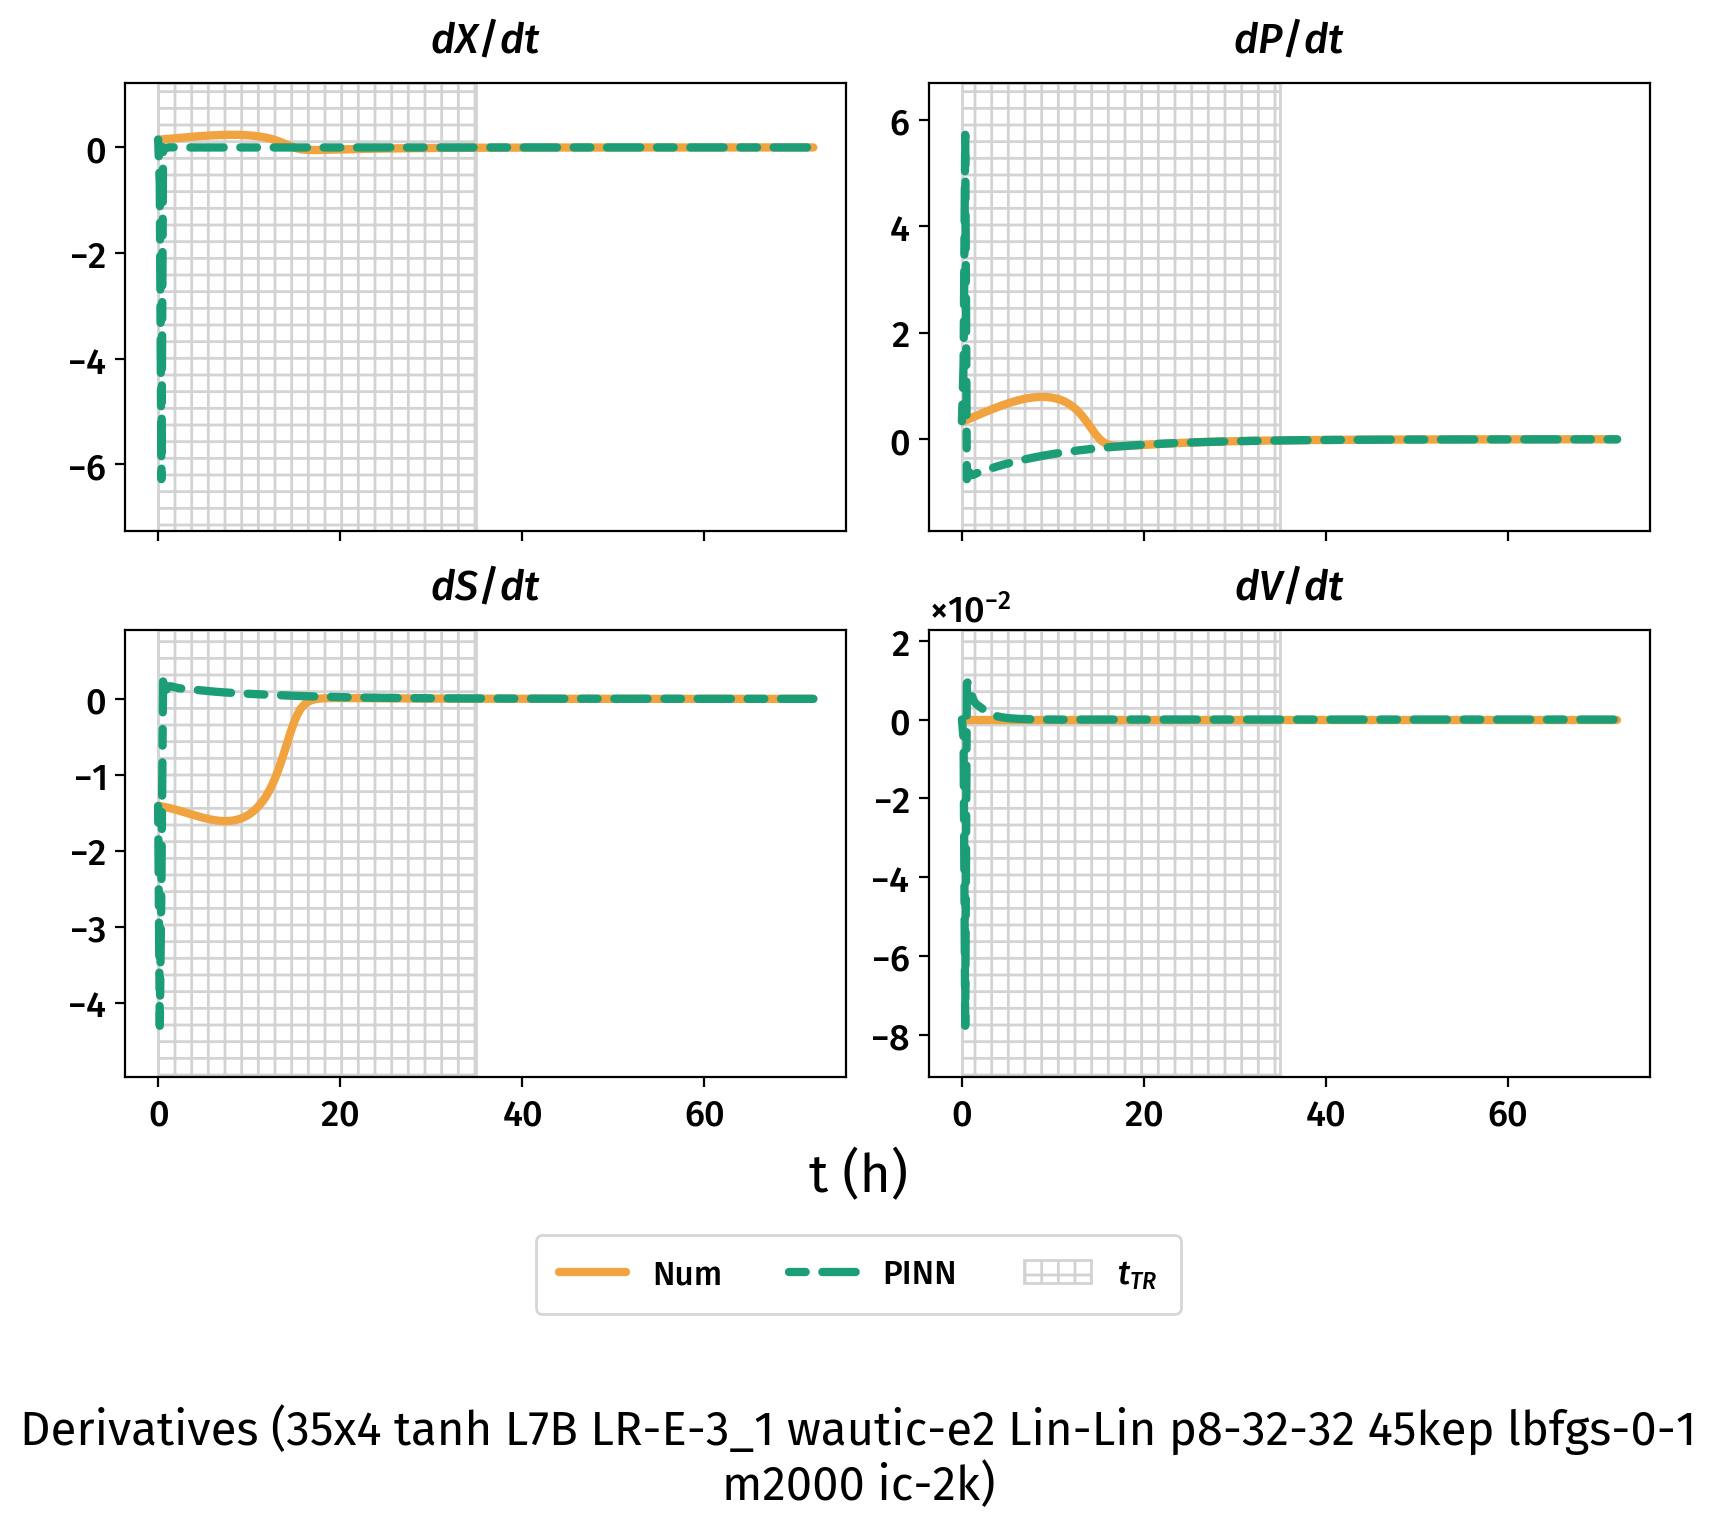 dX/dt
dP/dt
0
−2
−4
−6
6
4
2
0
dS/dt
dV/dt
×10⁻²
0
−1
−2
−3
−4
2
0
−2
−4
−6
−8
0 20 40 60
0 20 40 60
t (h)
Num PINN t_TR
Derivatives (35x4 tanh L7B LR-E-3_1 wautic-e2 Lin-Lin p8-32-32 45kep lbfgs-0-1
m2000 ic-2k)